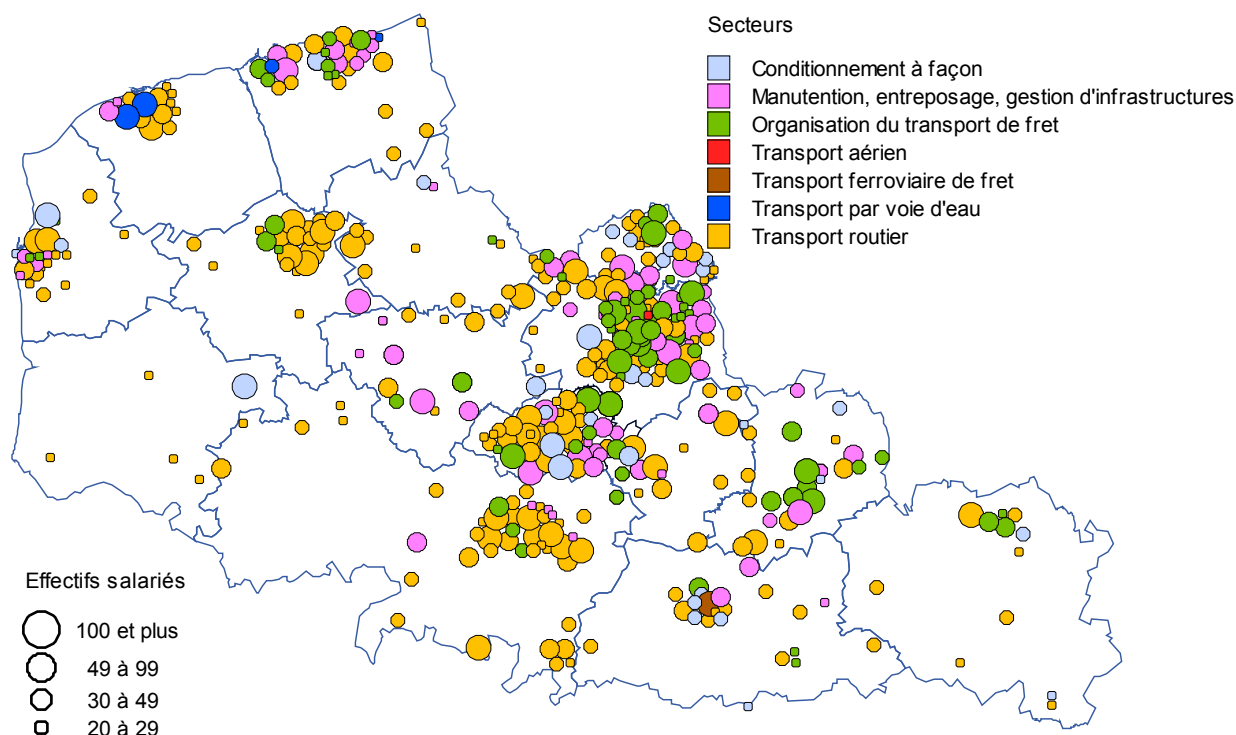 Secteurs
Conditionnement à façon
Manutention, entreposage, gestion d'infrastructures
Organisation du transport de fret
Transport aérien
Transport ferroviaire de fret
Transport par voie d'eau
Transport routier
Effectifs salariés
100 et plus
49 à 99
30 à 49
20 à 29